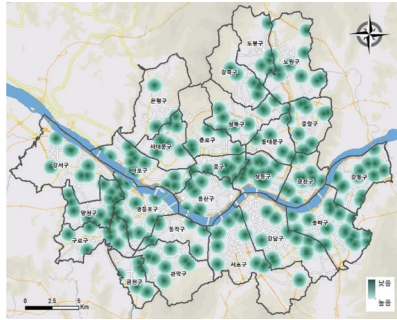 도봉구
노원구
강북구
은평구
성북구
중랑구
종로구
동대문구
서대문구
중구
마포구
강서구
성동구
광진구
강동구
용산구
양천구
영등포구
동작구
송파구
강남구
구로구
서초구
관악구
금천구
낮음
높음
0 2.5 5
Km